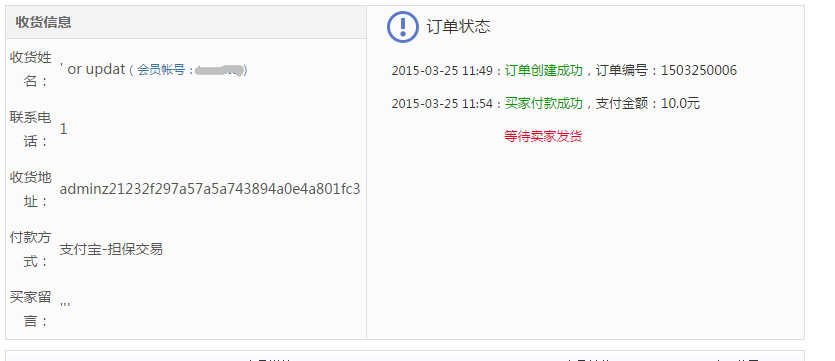 收货信息
收货姓名：
' or updat ( 会员帐号 : )
联系电话：
1
收货地址：
adminz21232f297a57a5a743894a0e4a801fc3
付款方式：
支付宝-担保交易
买家留言：
'''
订单状态
2015-03-25 11:49 : 订单创建成功 , 订单编号 : 1503250006
2015-03-25 11:54 : 买家付款成功 , 支付金额 : 10.0元
等待卖家发货